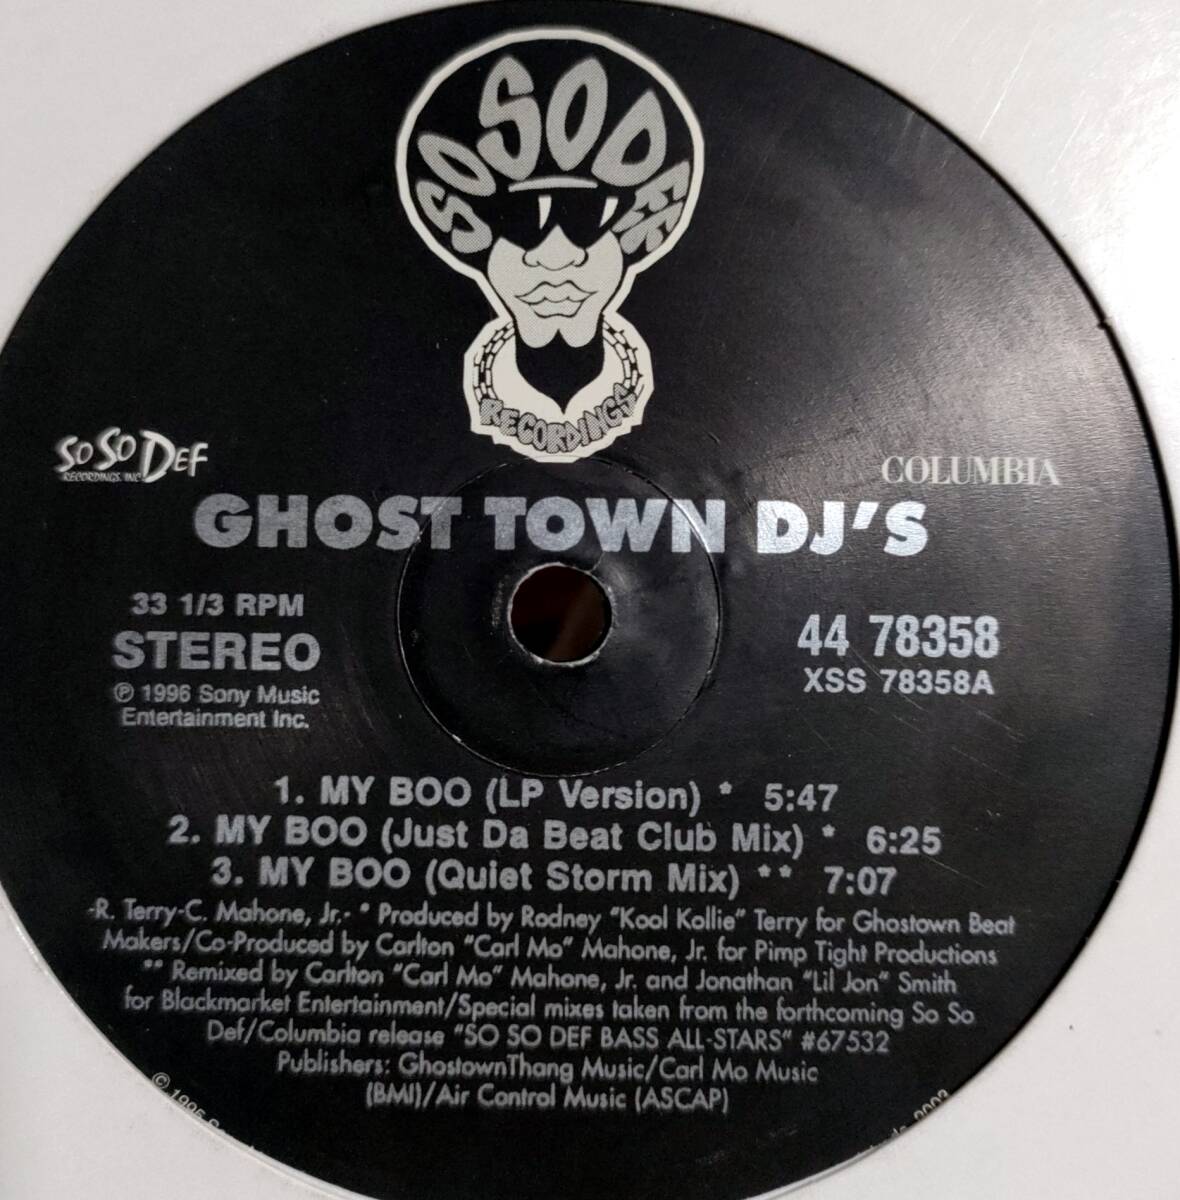 SO SO DEF
RECORDINGS
SO SO DEF
RECORDINGS, INC.
COLUMBIA
GHOST TOWN DJ'S
33 1/3 RPM
STEREO
℗ 1996 Sony Music
Entertainment Inc.
44 78358
XSS 78358A
1. MY BOO (LP Version) * 5:47
2. MY BOO (Just Da Beat Club Mix) * 6:25
3. MY BOO (Quiet Storm Mix) ** 7:07
-R. Terry-C. Mahone, Jr.- * Produced by Rodney "Kool Kollie" Terry for Ghostown Beat
Makers/Co-Produced by Carlton "Carl Mo" Mahone, Jr. for Pimp Tight Productions
** Remixed by Carlton "Carl Mo" Mahone, Jr. and Jonathan "Lil Jon" Smith
for Blackmarket Entertainment/Special mixes taken from the forthcoming So So
Def/Columbia release "SO SO DEF BASS ALL-STARS" #67532
Publishers: GhostownThang Music/Carl Mo Music
(BMI)/Air Control Music (ASCAP)